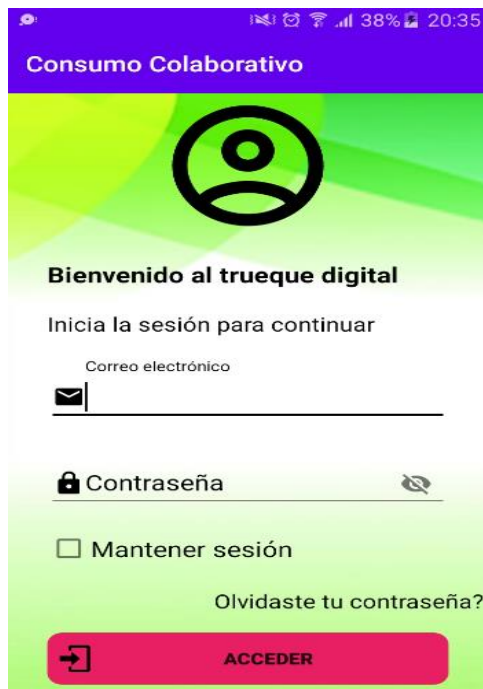 38% 20:35
Consumo Colaborativo
Bienvenido al trueque digital
Inicia la sesión para continuar
Correo electrónico
Contraseña
Mantener sesión
Olvidaste tu contraseña?
ACCEDER